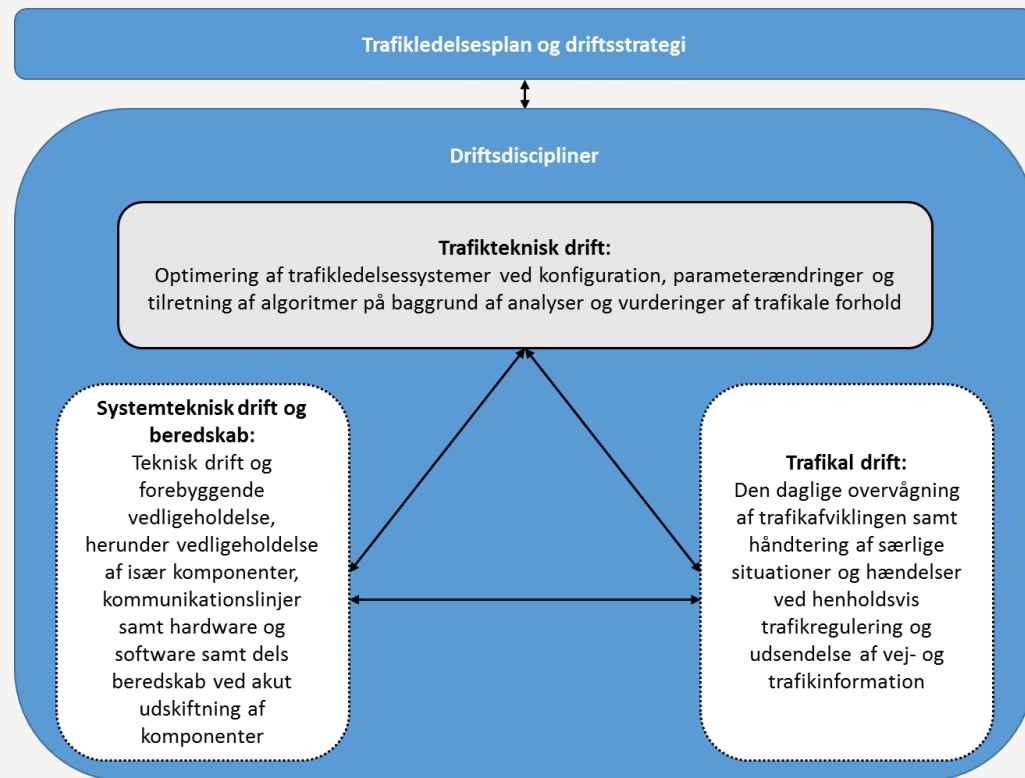 Trafikledelsesplan og driftsstrategi
Driftsdiscipliner
Trafikteknisk drift:
Optimering af trafikledelsessystemer ved konfiguration, parameterændringer og
tilretning af algoritmer på baggrund af analyser og vurderinger af trafikale forhold
Systemteknisk drift og
beredskab:
Teknisk drift og
forebyggende
vedligeholdelse,
herunder vedligeholdelse
af især komponenter,
kommunikationslinjer
samt hardware og
software samt dels
beredskab ved akut
udskiftning af
komponenter
Trafikal drift:
Den daglige overvågning
af trafikafviklingen samt
håndtering af særlige
situationer og hændelser
ved henholdsvis
trafikregulering og
udsendelse af vej- og
trafikinformation